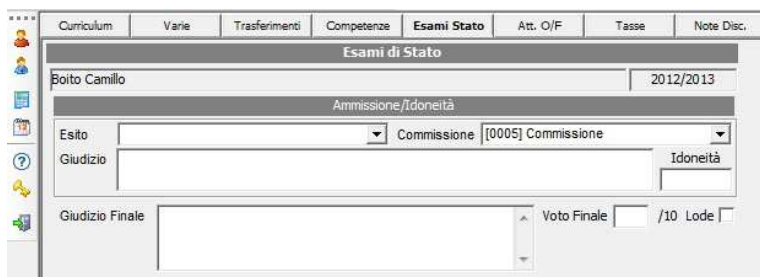 Curriculum Varie Trasferimenti Competenze Esami Stato Att. O/F Tasse Note Disc.
Esami di Stato
Boito Camillo 2012/2013
Ammissione/Idoneità
Esito Commissione [0005] Commissione
Giudizio Idoneità
Giudizio Finale Voto Finale /10 Lode